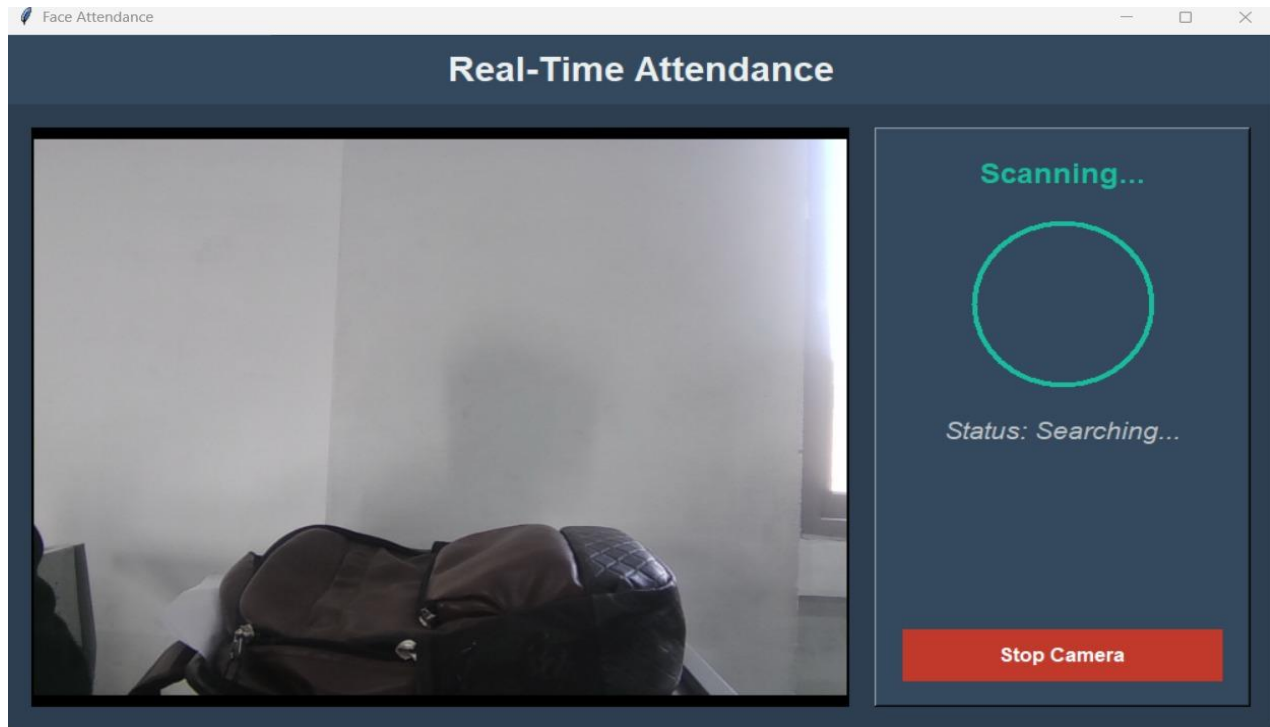 Face Attendance
Real-Time Attendance
Scanning...
Status: Searching...
Stop Camera